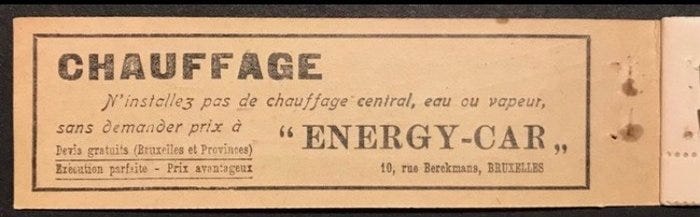 CHAUFFAGE
N'installez pas de chauffage central, eau ou vapeur,
sans demander prix à
“ ENERGY-CAR „
Devis gratuits (Bruxelles et Provinces)
Exécution parfaite - Prix avantageux
10, rue Berckmans, BRUXELLES